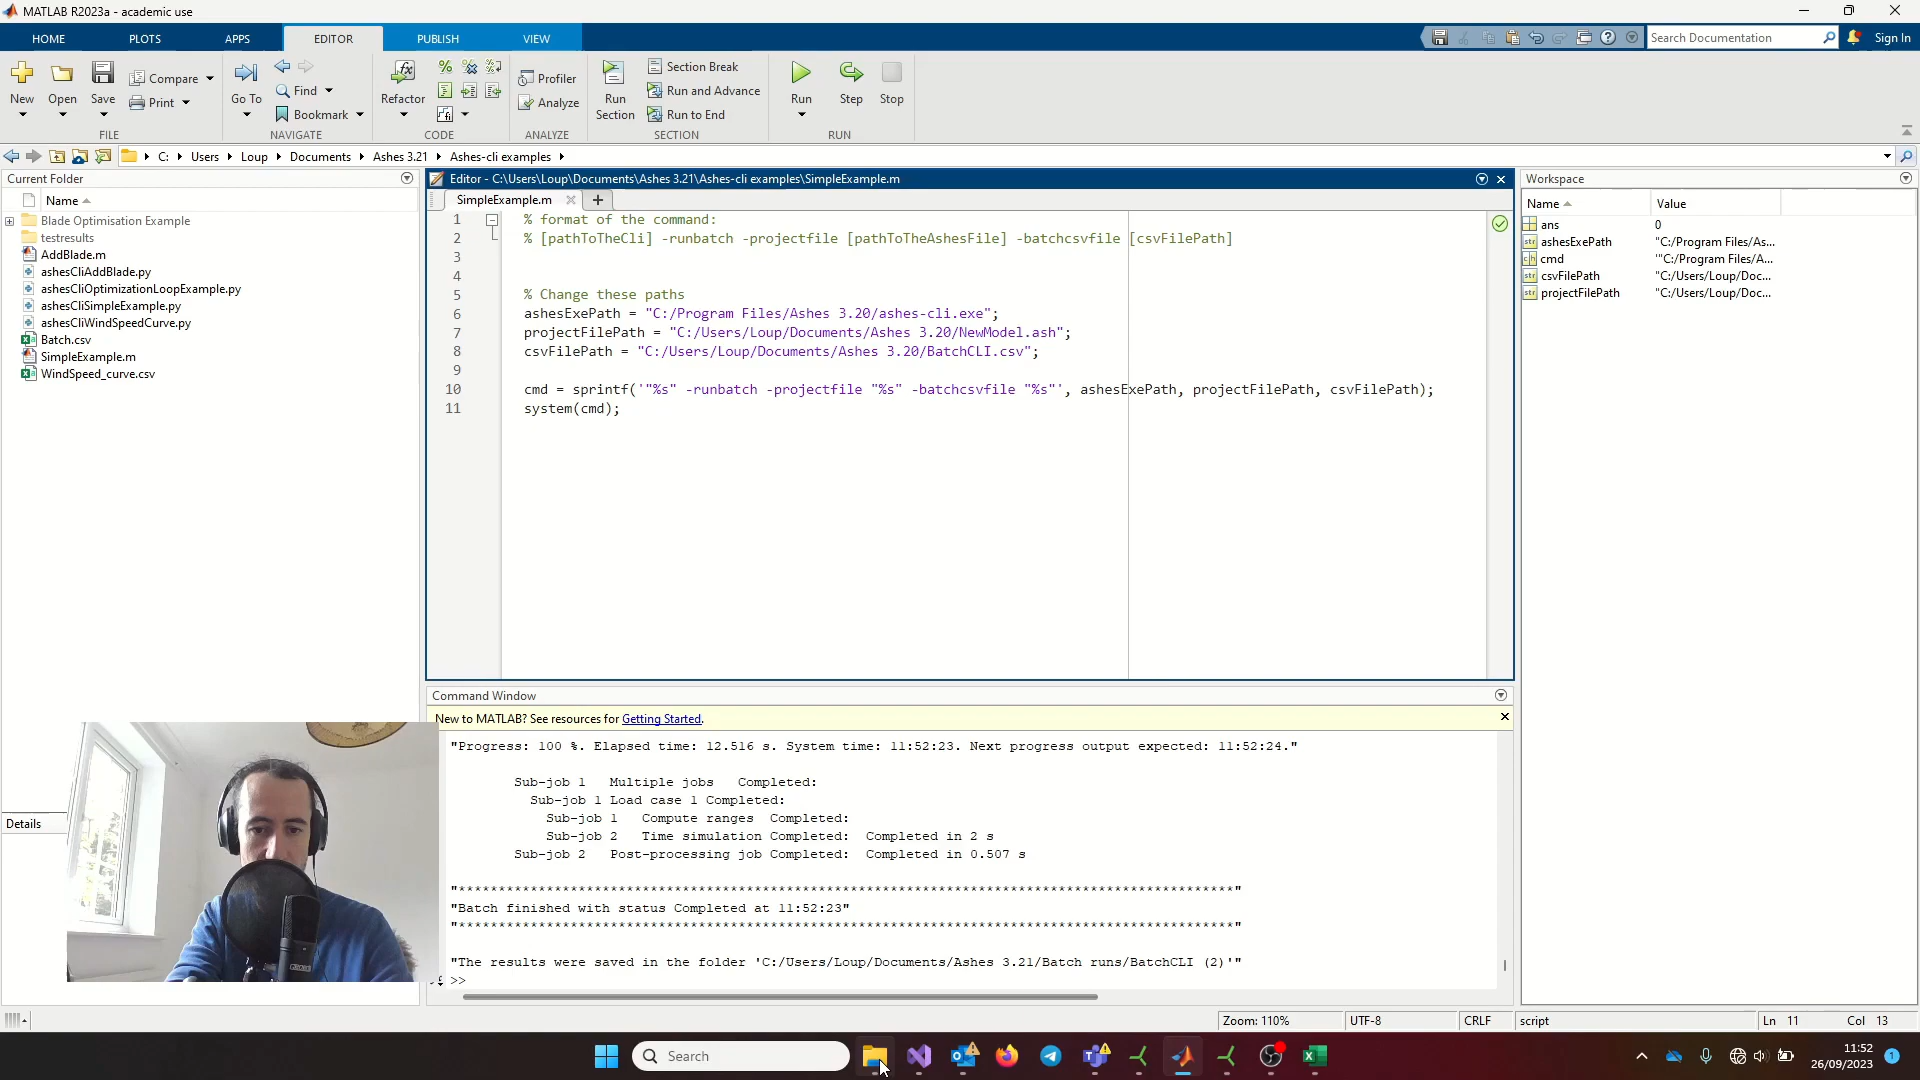 MATLAB R2023a - academic use
HOME
PLOTS
APPS
EDITOR
PUBLISH
VIEW
Search Documentation
Sign In
New
Open
Save
Compare
Print
FILE
Go To
Find
Bookmark
NAVIGATE
Refactor
CODE
Profiler
Analyze
ANALYZE
Run Section
Section Break
Run and Advance
Run to End
SECTION
Run
Step
Stop
RUN
C: Users Loup Documents Ashes 3.21 Ashes-cli examples
Current Folder
Name
Blade Optimisation Example
testresults
AddBlade.m
ashesCliAddBlade.py
ashesCliOptimizationLoopExample.py
ashesCliSimpleExample.py
ashesCliWindSpeedCurve.py
Batch.csv
SimpleExample.m
WindSpeed_curve.csv
Details
Editor - C:\Users\Loup\Documents\Ashes 3.21\Ashes-cli examples\SimpleExample.m
SimpleExample.m
1 % format of the command:
2 % [pathToTheCli] -runbatch -projectfile [pathToTheAshesFile] -batchcsvfile [csvFilePath]
3
4
5 % Change these paths
6 ashesExePath = "C:/Program Files/Ashes 3.20/ashes-cli.exe";
7 projectFilePath = "C:/Users/Loup/Documents/Ashes 3.20/NewModel.ash";
8 csvFilePath = "C:/Users/Loup/Documents/Ashes 3.20/BatchCLI.csv";
9
10 cmd = sprintf('"%s" -runbatch -projectfile "%s" -batchcsvfile "%s"', ashesExePath, projectFilePath, csvFilePath);
11 system(cmd);
Workspace
Name Value
ans 0
ashesExePath "C:/Program Files/As...
cmd '"C:/Program Files/A...
csvFilePath "C:/Users/Loup/Doc...
projectFilePath "C:/Users/Loup/Doc...
Command Window
New to MATLAB? See resources for Getting Started.
"Progress: 100 %. Elapsed time: 12.516 s. System time: 11:52:23. Next progress output expected: 11:52:24."
Sub-job 1 Multiple jobs Completed:
Sub-job 1 Load case 1 Completed:
Sub-job 1 Compute ranges Completed:
Sub-job 2 Time simulation Completed: Completed in 2 s
Sub-job 2 Post-processing job Completed: Completed in 0.507 s
"*************************************************************************************************"
"Batch finished with status Completed at 11:52:23"
"*************************************************************************************************"
"The results were saved in the folder 'C:/Users/Loup/Documents/Ashes 3.21/Batch runs/BatchCLI (2)'"
>>
Zoom: 110% UTF-8 CRLF script Ln 11 Col 13
Search
11:52
26/09/2023
1